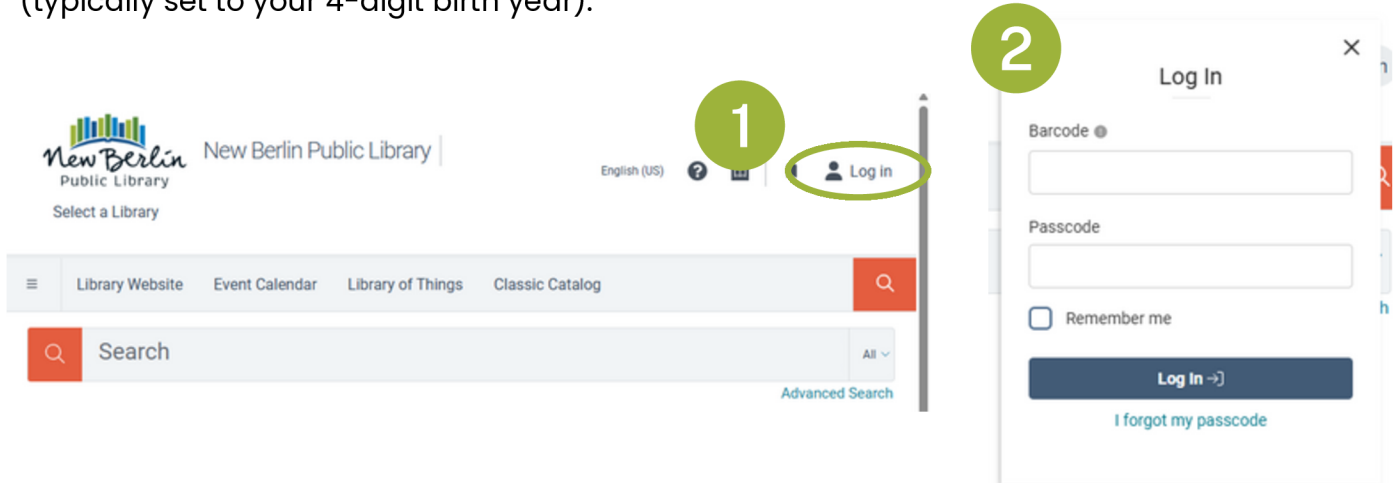 (typically set to your 4-digit birth year).
1
New Berlin
Public Library
New Berlin Public Library
English (US)
Log in
Select a Library
Library Website Event Calendar Library of Things Classic Catalog
Search
All
Advanced Search
2
Log In
Barcode
Passcode
Remember me
Log In
I forgot my passcode
n
h